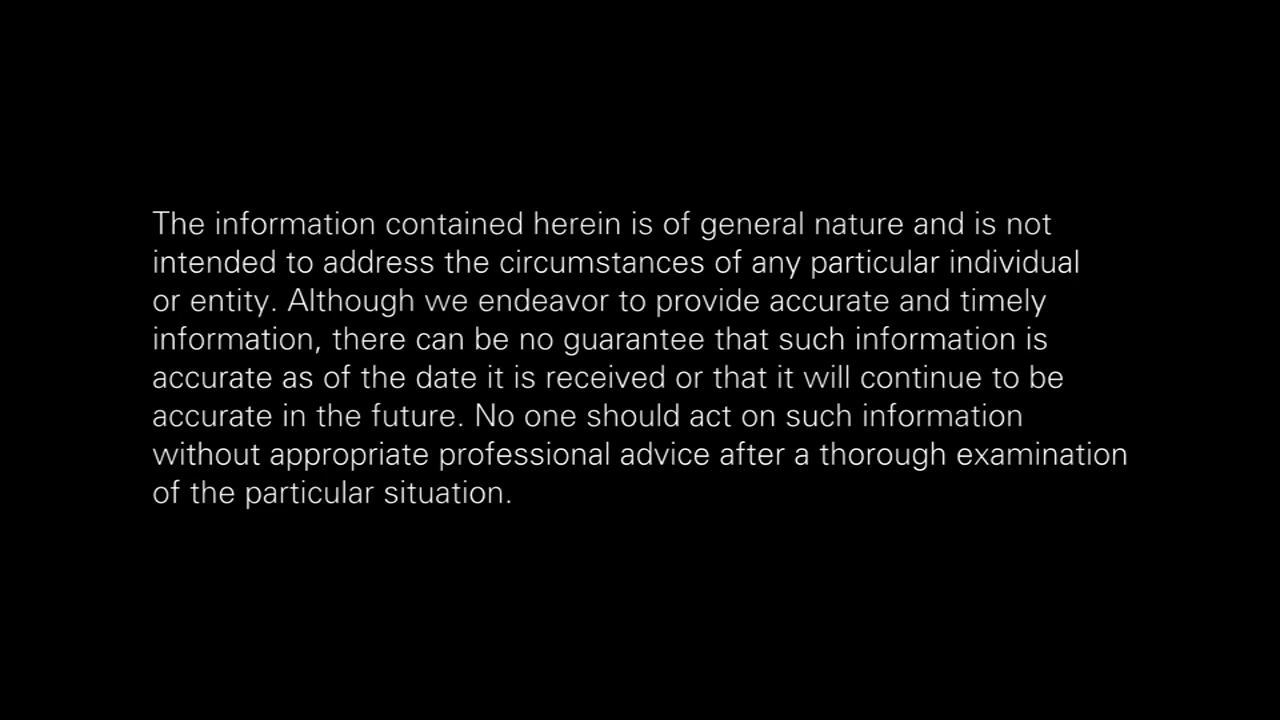 The information contained herein is of general nature and is not
intended to address the circumstances of any particular individual
or entity. Although we endeavor to provide accurate and timely
information, there can be no guarantee that such information is
accurate as of the date it is received or that it will continue to be
accurate in the future. No one should act on such information
without appropriate professional advice after a thorough examination
of the particular situation.